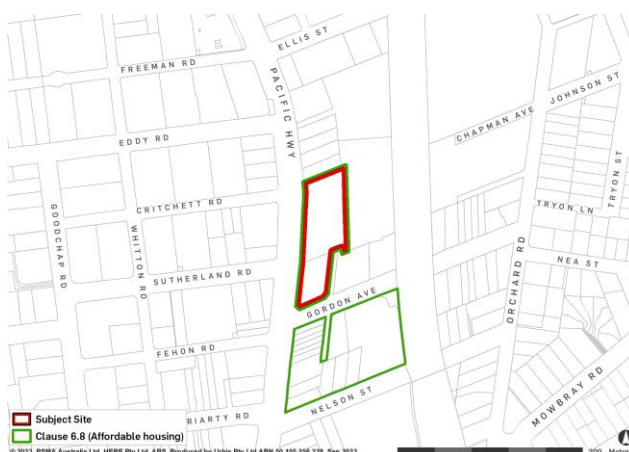 ELLIS ST
FREEMAN RD
PACIFIC HWY
JOHNSON ST
CHAPMAN AVE
EDDY RD
TRYON ST
CRITCHETT RD
TRYON LN
GOODCHAP RD
WHITTON RD
ORCHARD RD
NEA ST
SUTHERLAND RD
GORDON AVE
FEHON RD
MOWBRAY RD
NELSON ST
Subject Site
RIARTY RD
Clause 6.8 (Affordable housing)